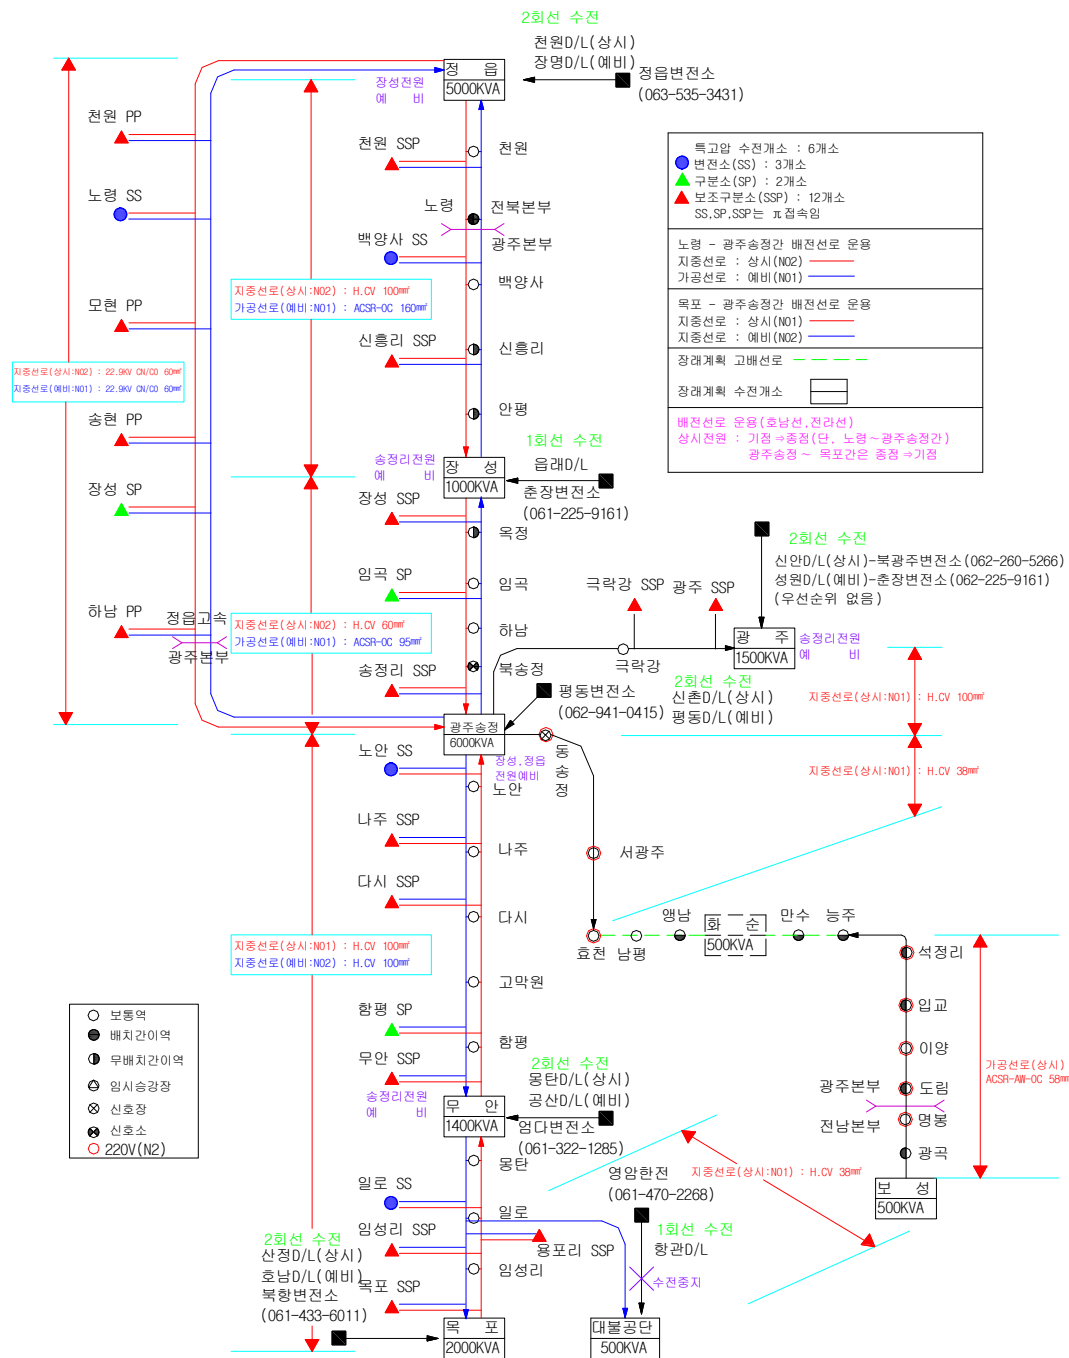 2회선 수전
천원D/L(상시)
장명D/L(예비)
정읍변전소
(063-535-3431)
정 읍
5000KVA
장성전원
예 비
천원 PP
노령 SS
모현 PP
지중선로(상시:NO2) : 22.9KV CN/CO 60㎟
지중선로(예비:NO1) : 22.9KV CN/CO 60㎟
송현 PP
장성 SP
하남 PP
정읍고속
광주본부
천원 SSP
천원
노령
전북본부
광주본부
백양사 SS
백양사
지중선로(상시:NO2) : H.CV 100㎟
가공선로(예비:NO1) : ACSR-OC 160㎟
신흥리 SSP
신흥리
안평
특고압 수전개소 : 6개소
변전소(SS) : 3개소
구분소(SP) : 2개소
보조구분소(SSP) : 12개소
SS,SP,SSP는 π접속임
노령 - 광주송정간 배전선로 운용
지중선로 : 상시(NO2)
가공선로 : 예비(NO1)
목포 - 광주송정간 배전선로 운용
지중선로 : 상시(NO1)
지중선로 : 예비(NO2)
장래계획 고배선로
장래계획 수전개소
배전선로 운용(호남선,전라선)
상시전원 : 기점⇒종점(단, 노령~광주송정간)
광주송정~ 목포간은 종점⇒기점
1회선 수전
읍래D/L
춘장변전소
(061-225-9161)
송정리전원
예 비
장 성
1000KVA
장성 SSP
옥정
임곡 SP
임곡
지중선로(상시:NO2) : H.CV 60㎟
가공선로(예비:NO1) : ACSR-OC 95㎟
하남
송정리 SSP
북송정
극락강 SSP
광주 SSP
극락강
2회선 수전
신안D/L(상시)-북광주변전소(062-260-5266)
성원D/L(예비)-춘장변전소(062-225-9161)
(우선순위 없음)
광 주
1500KVA
송정리전원
예 비
2회선 수전
신촌D/L(상시)
평동D/L(예비)
평동변전소
(062-941-0415)
지중선로(상시:NO1) : H.CV 100㎟
지중선로(상시:NO1) : H.CV 38㎟
광주송정
6000KVA
장성,정읍
전원예비
동송정
노안 SS
노안
나주 SSP
나주
다시 SSP
다시
서광주
효천
남평
앵남
화 순
500KVA
만수
능주
석정리
입교
이양
도림
광주본부
전남본부
명봉
광곡
보 성
500KVA
가공선로(상시)
ACSR-AW-OC 58㎟
지중선로(상시:NO1) : H.CV 100㎟
지중선로(예비:NO2) : H.CV 100㎟
고막원
함평 SP
함평
무안 SSP
송정리전원
예 비
무 안
1400KVA
2회선 수전
몽탄D/L(상시)
공산D/L(예비)
엄다변전소
(061-322-1285)
보통역
배치간이역
무배치간이역
임시승강장
신호장
신호소
220V(N2)
몽탄
일로 SS
일로
임성리 SSP
임성리
용포리 SSP
목포 SSP
목 포
2000KVA
2회선 수전
산정D/L(상시)
호남D/L(예비)
북항변전소
(061-433-6011)
지중선로(상시:NO1) : H.CV 38㎟
영암한전
(061-470-2268)
1회선 수전
항관D/L
수전중지
대불공단
500KVA